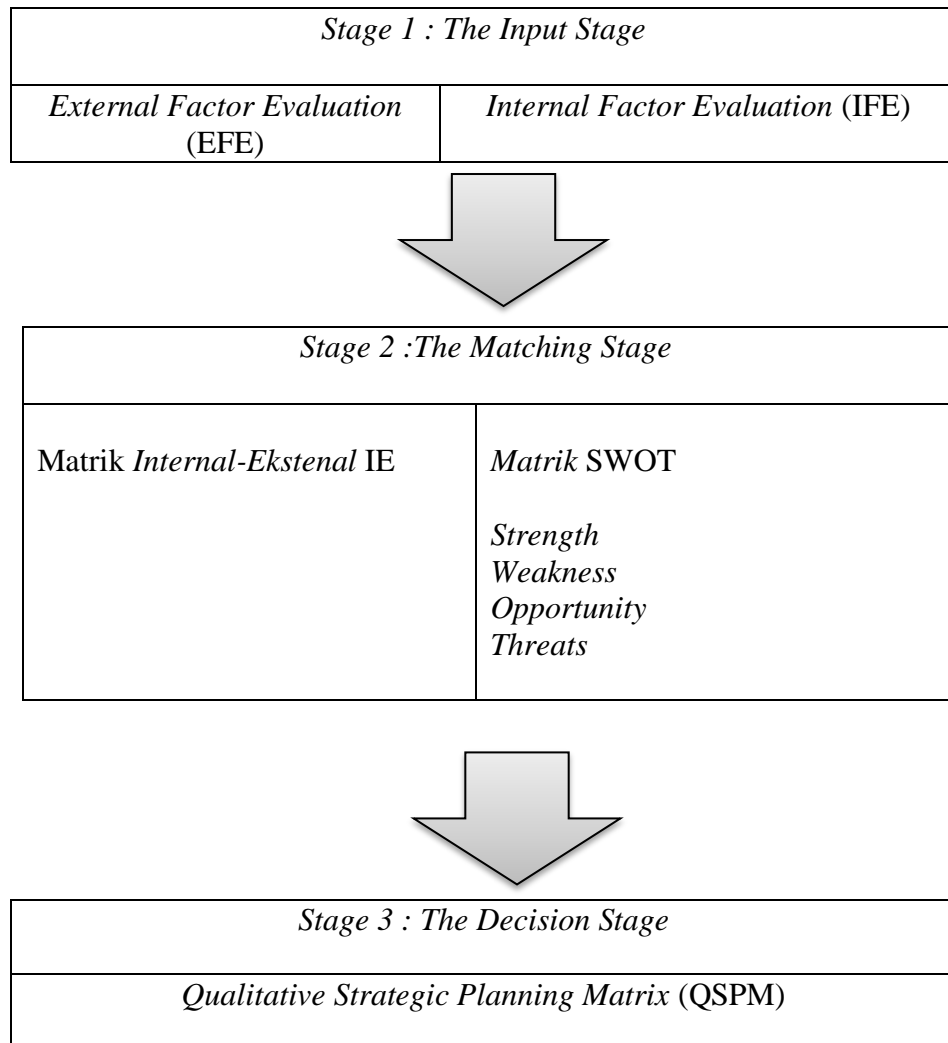 Stage 1 : The Input Stage
External Factor Evaluation
(EFE)
Internal Factor Evaluation (IFE)
Stage 2 :The Matching Stage
Matrik Internal-Ekstenal IE
Matrik SWOT
Strength
Weakness
Opportunity
Threats
Stage 3 : The Decision Stage
Qualitative Strategic Planning Matrix (QSPM)